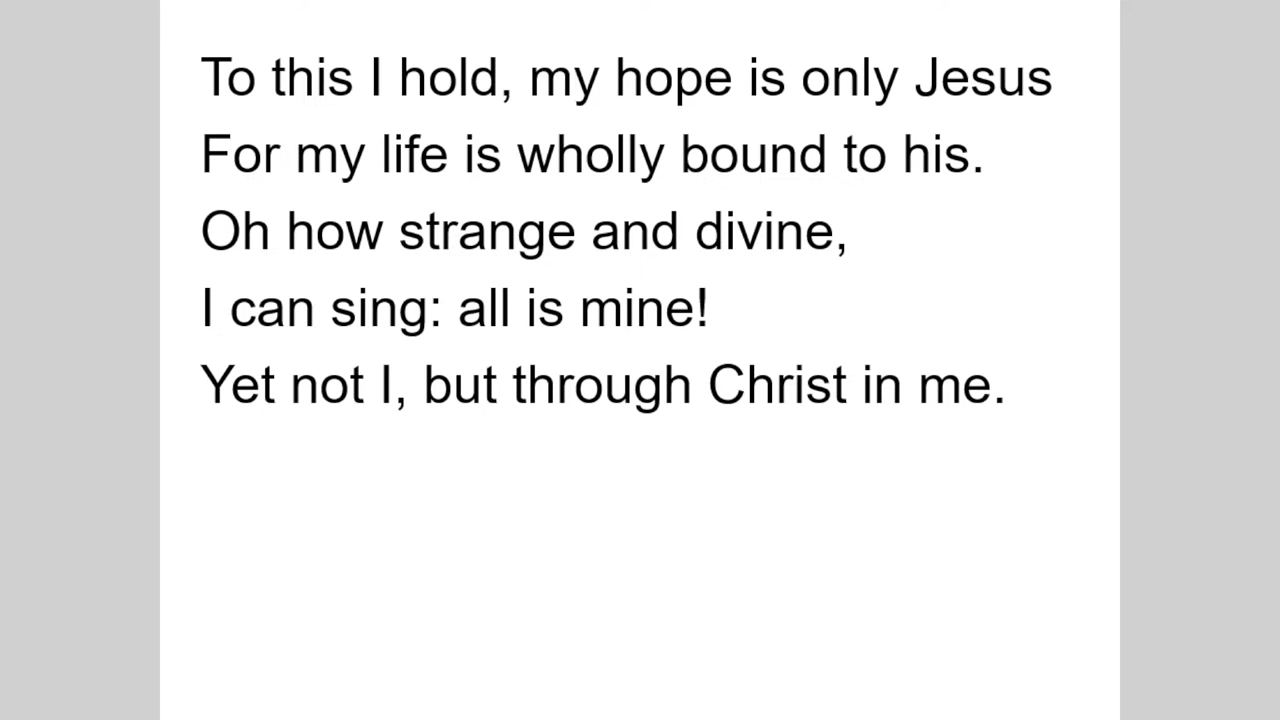 To this I hold, my hope is only Jesus
For my life is wholly bound to his.
Oh how strange and divine,
I can sing: all is mine!
Yet not I, but through Christ in me.